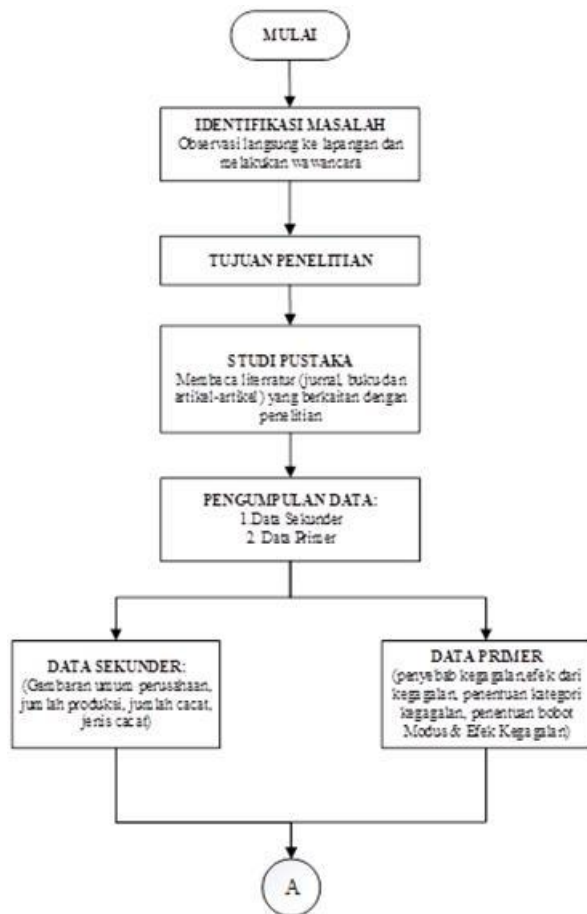 MULAI
IDENTIFIKASI MASALAH
Observasi langsung ke lapangan dan
melakukan wawancara
TUJUAN PENELITIAN
STUDI PUSTAKA
Membaca literratur (jurnal, buku dan
artikel-artikel) yang berkaitan dengan
penelitian
PENGUMPULAN DATA:
1.Data Sekunder
2. Data Primer
DATA SEKUNDER:
(Gambaran umum perusahaan,
jumlah produksi, jumlah cacat,
jenis cacat)
DATA PRIMER
(penyebab kegagalan,efek dari
kegagalan, penentuan kategori
kegagalan, penentuan bobot
Modus & Efek Kegagalan)
A